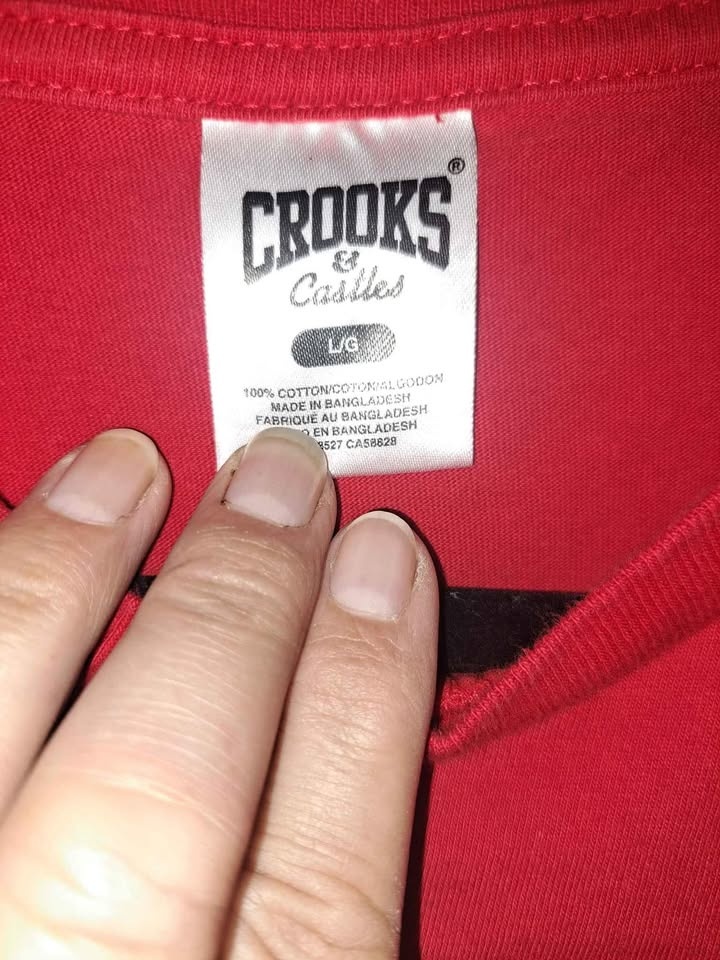 CROOKS®
&
Castles
L/G
100% COTTON/COTON/ALGODON
MADE IN BANGLADESH
FABRIQUÉ AU BANGLADESH
EN BANGLADESH
CA58828